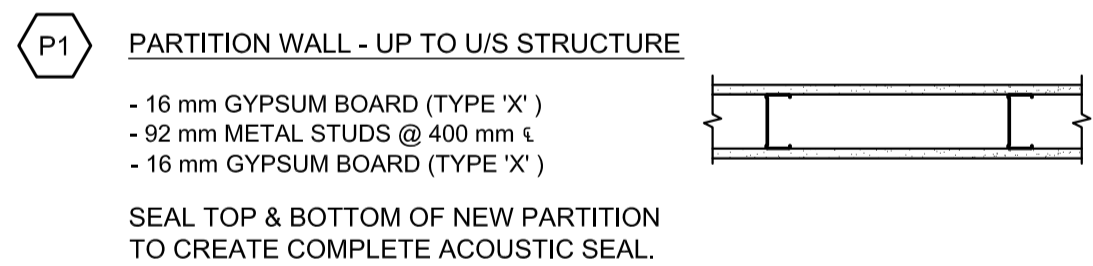 P1
PARTITION WALL - UP TO U/S STRUCTURE
- 16 mm GYPSUM BOARD (TYPE 'X' )
- 92 mm METAL STUDS @ 400 mm ℄
- 16 mm GYPSUM BOARD (TYPE 'X' )
SEAL TOP & BOTTOM OF NEW PARTITION
TO CREATE COMPLETE ACOUSTIC SEAL.